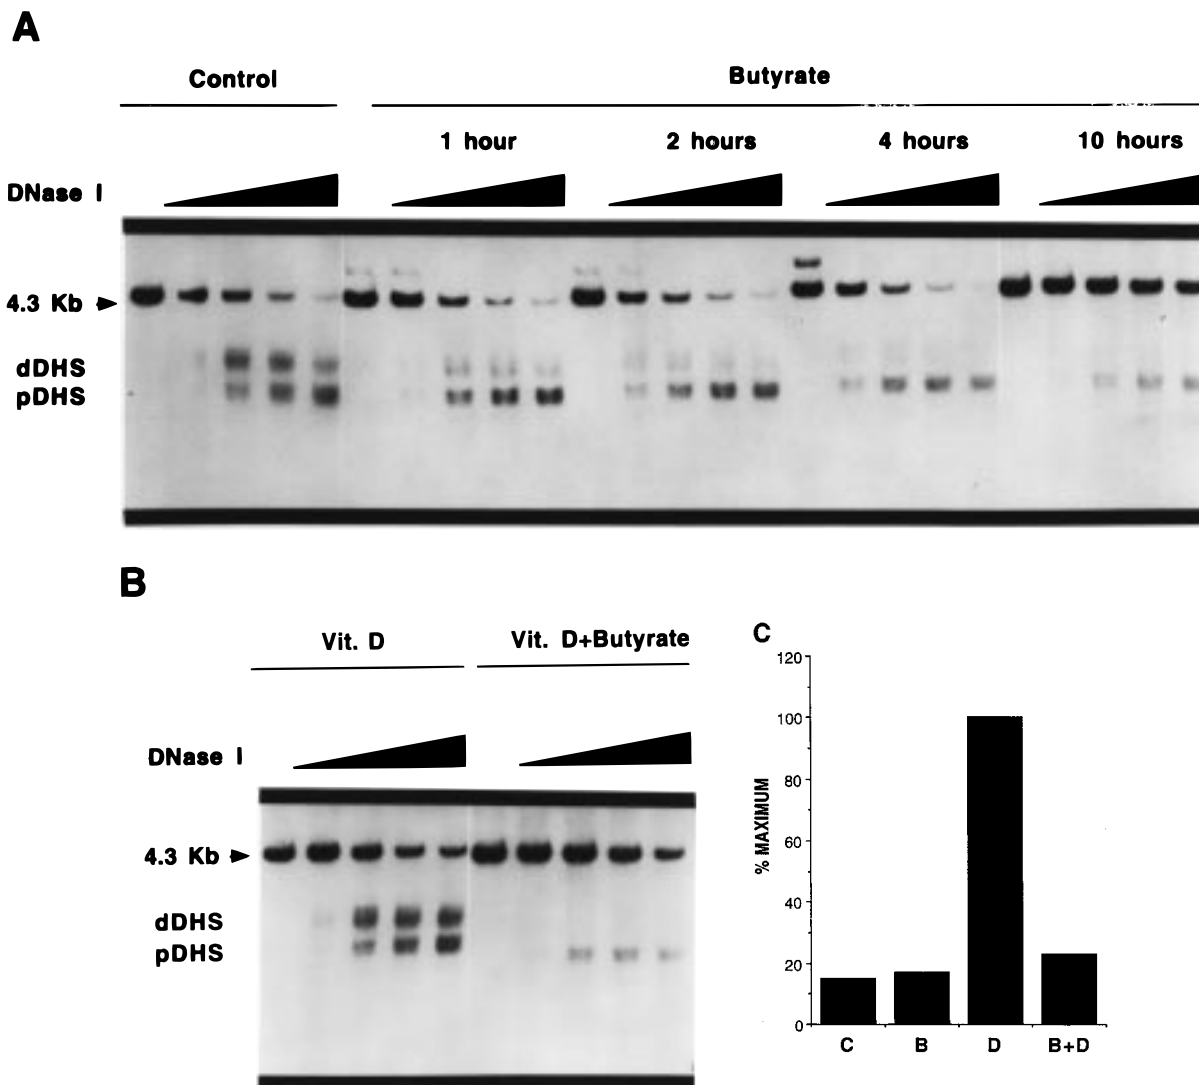 A
Control
Butyrate
1 hour
2 hours
4 hours
10 hours
DNase I
4.3 Kb
dDHS
pDHS
B
Vit. D
Vit. D+Butyrate
DNase I
4.3 Kb
dDHS
pDHS
C
120
100
80
60
40
20
0
% MAXIMUM
C B D B+D